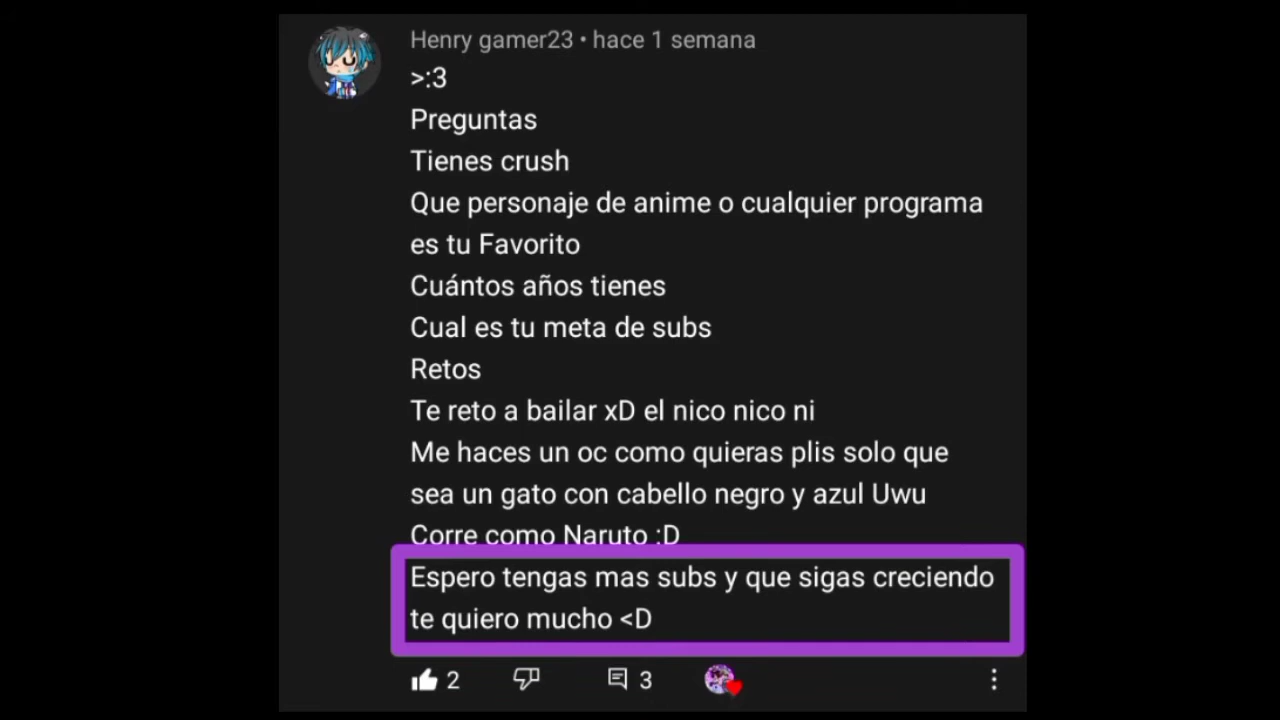 Henry gamer23 • hace 1 semana
>:3
Preguntas
Tienes crush
Que personaje de anime o cualquier programa
es tu Favorito
Cuántos años tienes
Cual es tu meta de subs
Retos
Te reto a bailar xD el nico nico ni
Me haces un oc como quieras plis solo que
sea un gato con cabello negro y azul Uwu
Corre como Naruto :D
Espero tengas mas subs y que sigas creciendo
te quiero mucho <D
2 3